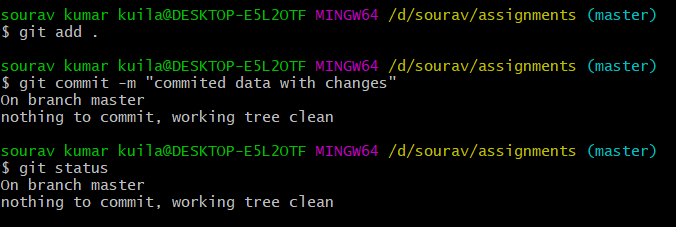 sourav kumar kuila@DESKTOP-E5L2OTF MINGW64 /d/sourav/assignments (master)
$ git add .
sourav kumar kuila@DESKTOP-E5L2OTF MINGW64 /d/sourav/assignments (master)
$ git commit -m "commited data with changes"
On branch master
nothing to commit, working tree clean
sourav kumar kuila@DESKTOP-E5L2OTF MINGW64 /d/sourav/assignments (master)
$ git status
On branch master
nothing to commit, working tree clean